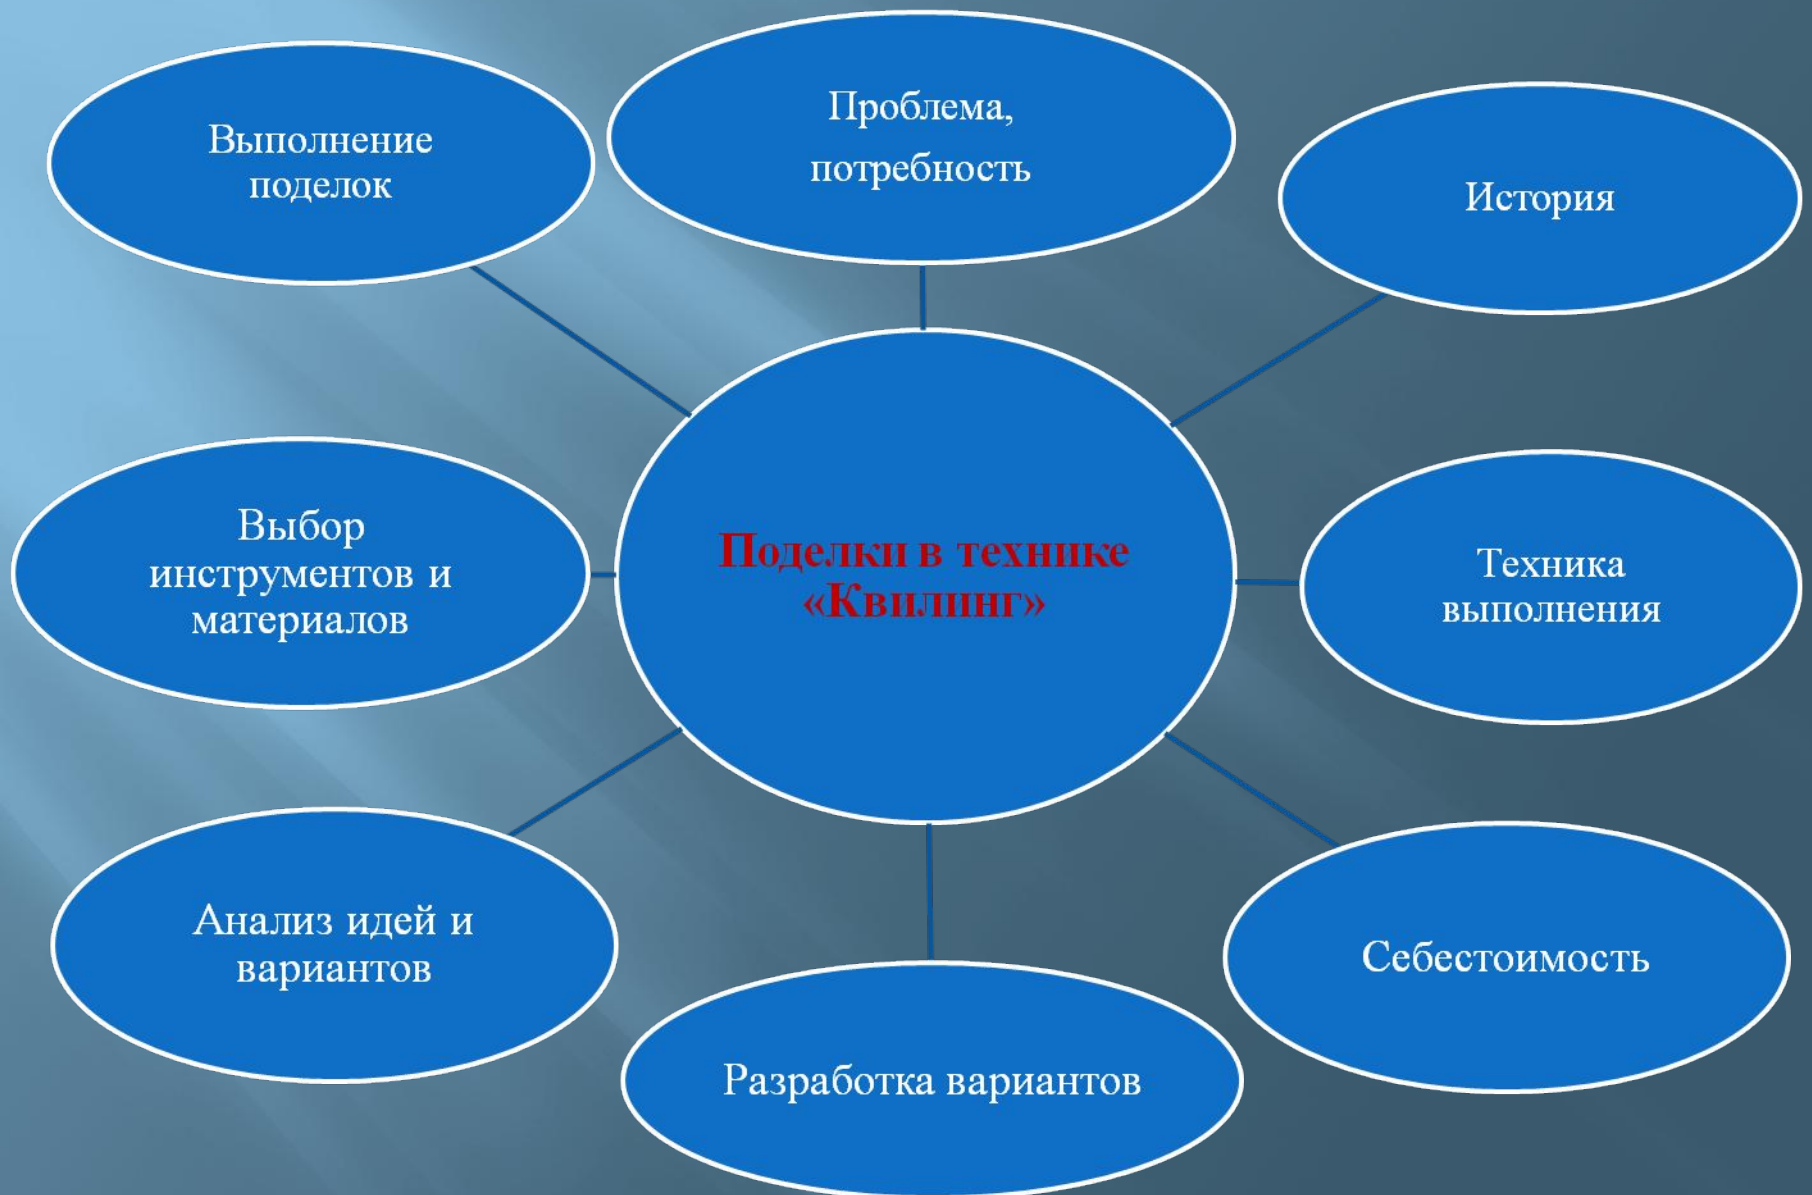 Проблема,
потребность
Выполнение
поделок
История
Выбор
инструментов и
материалов
Поделки в технике
«Квилинг»
Техника
выполнения
Анализ идей и
вариантов
Себестоимость
Разработка вариантов